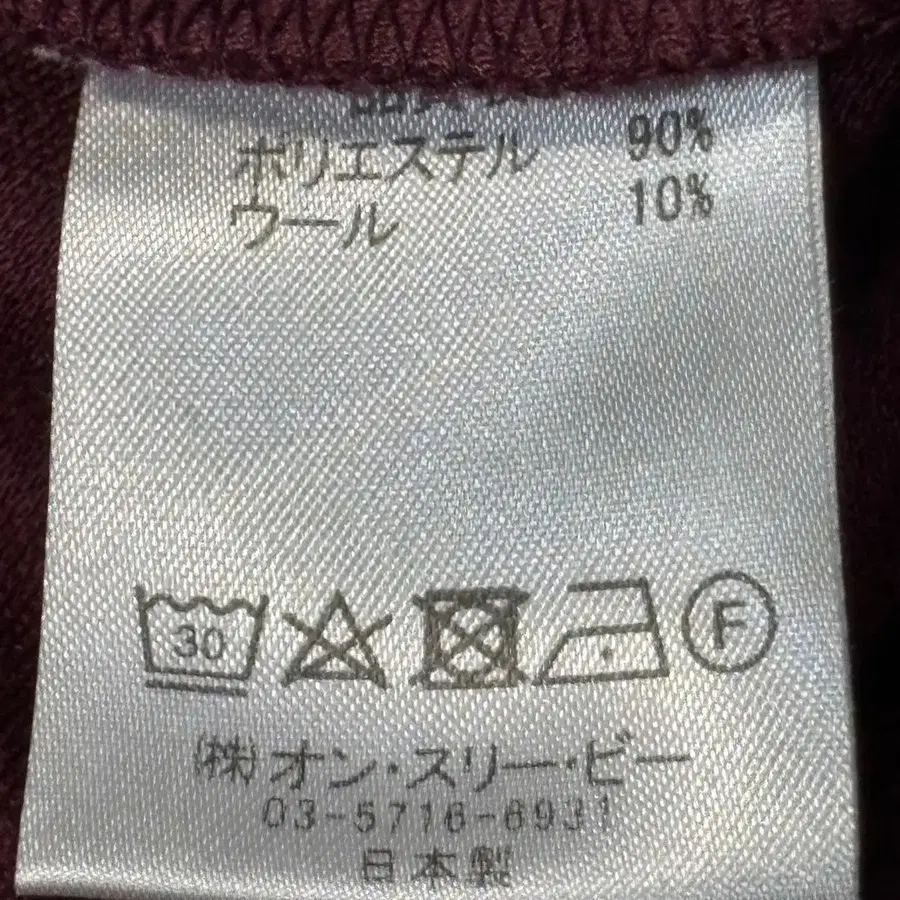 ポリエステル 90%
ウール 10%
30 F
(株)オン・スリー・ビー
03-5716-6931
日本製